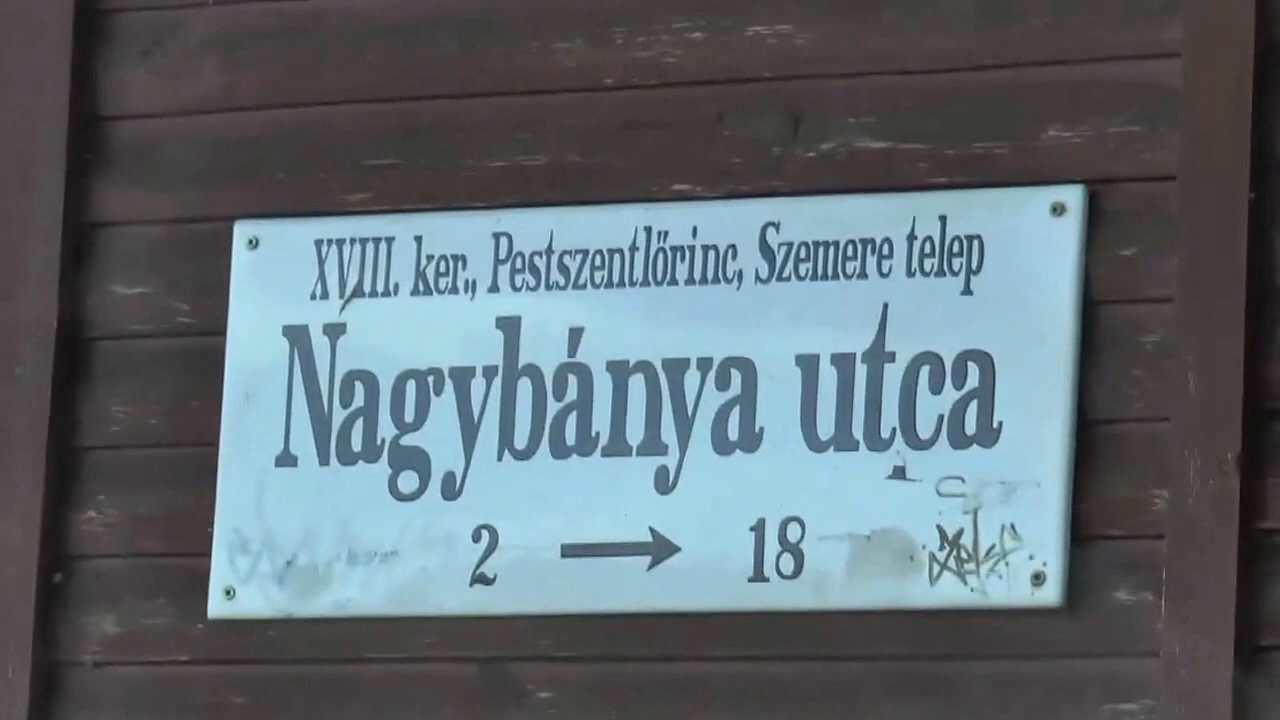 XVIII. ker., Pestszentlőrinc, Szemere telep
Nagybánya utca
2 → 18